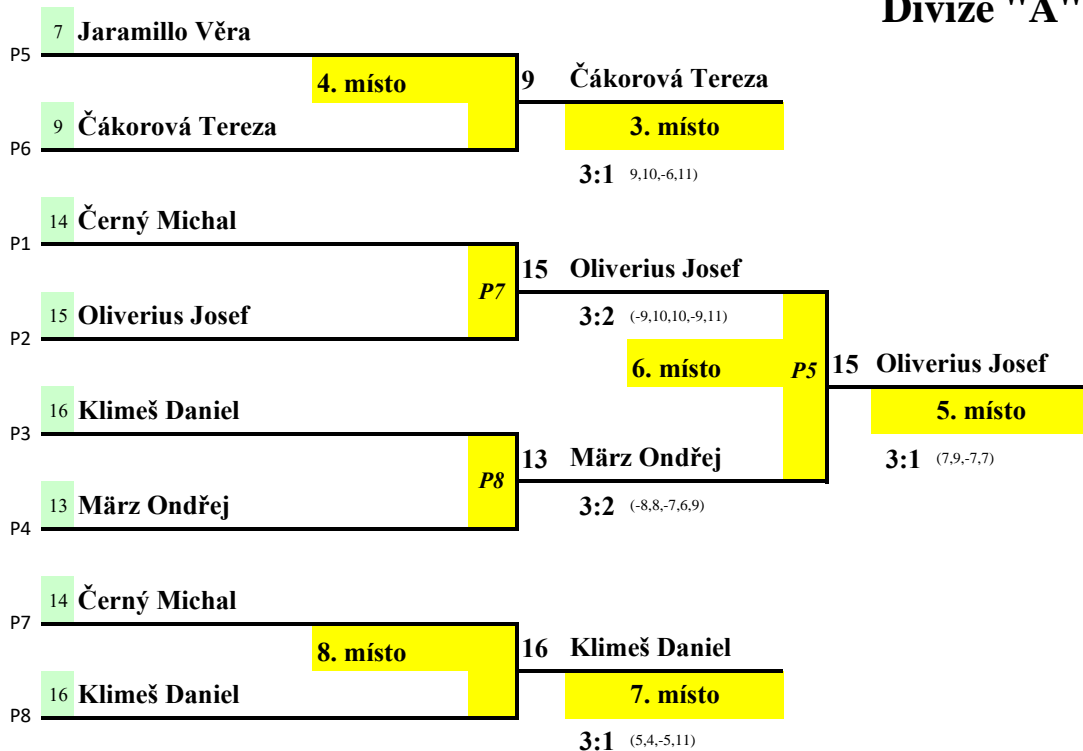 Divize "A"
7 Jaramillo Věra
P5
4. místo
9 Čákorová Tereza
9 Čákorová Tereza
P6
3. místo
3:1 9,10,-6,11)
14 Černý Michal
P1
15 Oliverius Josef
P7
15 Oliverius Josef
P2
3:2 (-9,10,10,-9,11)
6. místo
P5
15 Oliverius Josef
16 Klimeš Daniel
P3
5. místo
13 März Ondřej
3:1 (7,9,-7,7)
P8
13 März Ondřej
P4
3:2 (-8,8,-7,6,9)
14 Černý Michal
P7
8. místo
16 Klimeš Daniel
16 Klimeš Daniel
P8
7. místo
3:1 (5,4,-5,11)